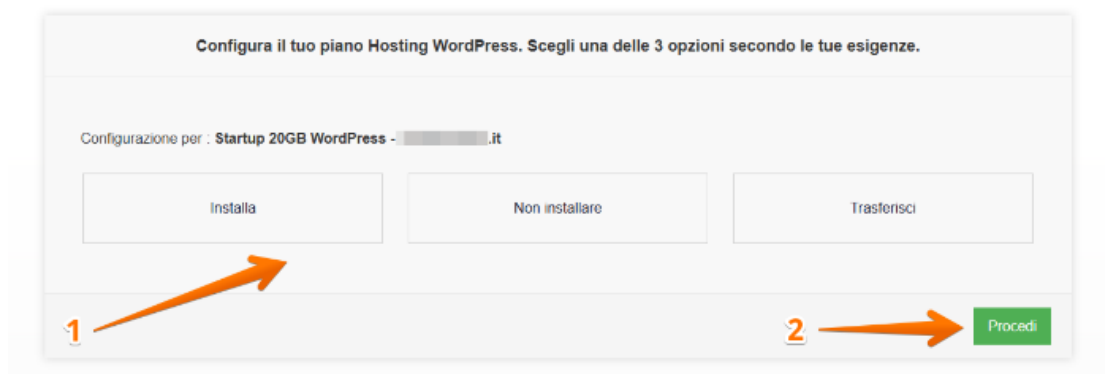 Configura il tuo piano Hosting WordPress. Scegli una delle 3 opzioni secondo le tue esigenze.
Configurazione per : Startup 20GB WordPress - .it
Installa
Non installare
Trasferisci
1
2
Procedi